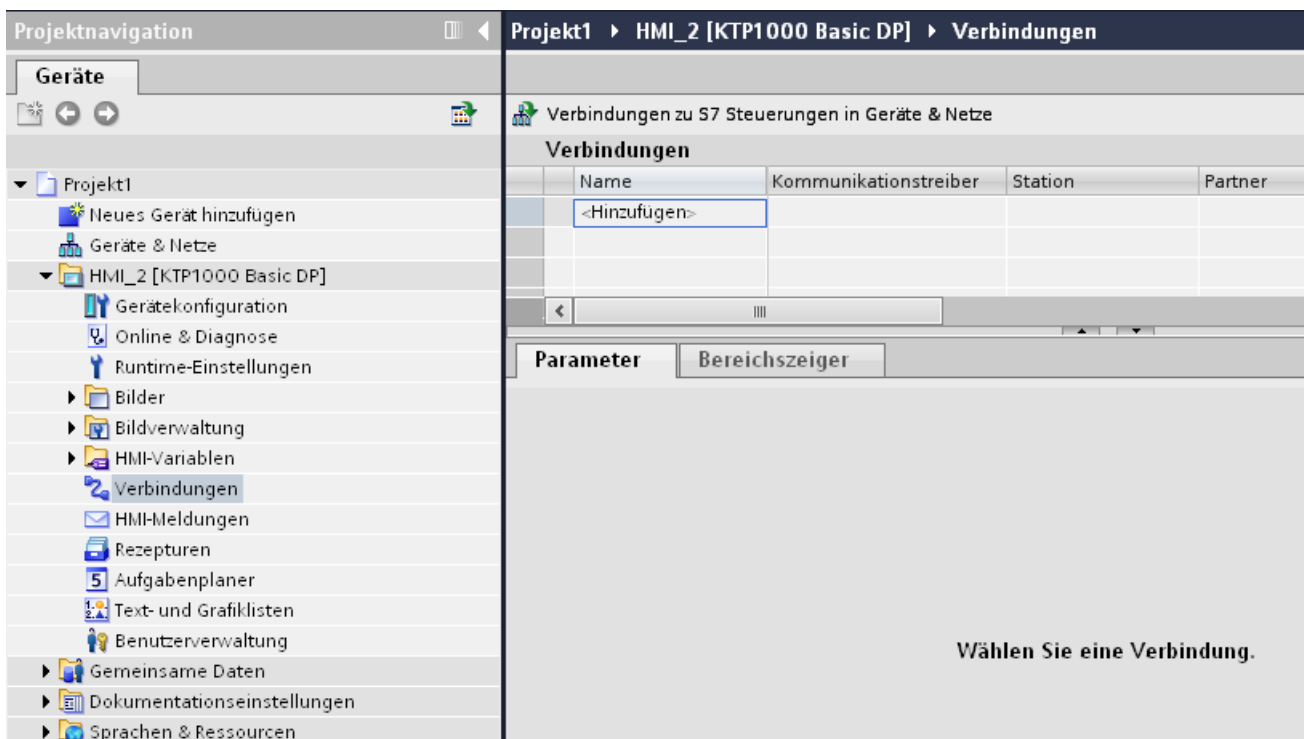 Projektnavigation
Geräte
Projekt1
Neues Gerät hinzufügen
Geräte & Netze
HMI_2 [KTP1000 Basic DP]
Gerätekonfiguration
Online & Diagnose
Runtime-Einstellungen
Bilder
Bildverwaltung
HMI-Variablen
Verbindungen
HMI-Meldungen
Rezepturen
Aufgabenplaner
Text- und Grafiklisten
Benutzerverwaltung
Gemeinsame Daten
Dokumentationseinstellungen
Sprachen & Ressourcen
Projekt1 ▸ HMI_2 [KTP1000 Basic DP] ▸ Verbindungen
Verbindungen zu S7 Steuerungen in Geräte & Netze
Verbindungen
Name Kommunikationstreiber Station Partner
<Hinzufügen>
Parameter Bereichszeiger
Wählen Sie eine Verbindung.